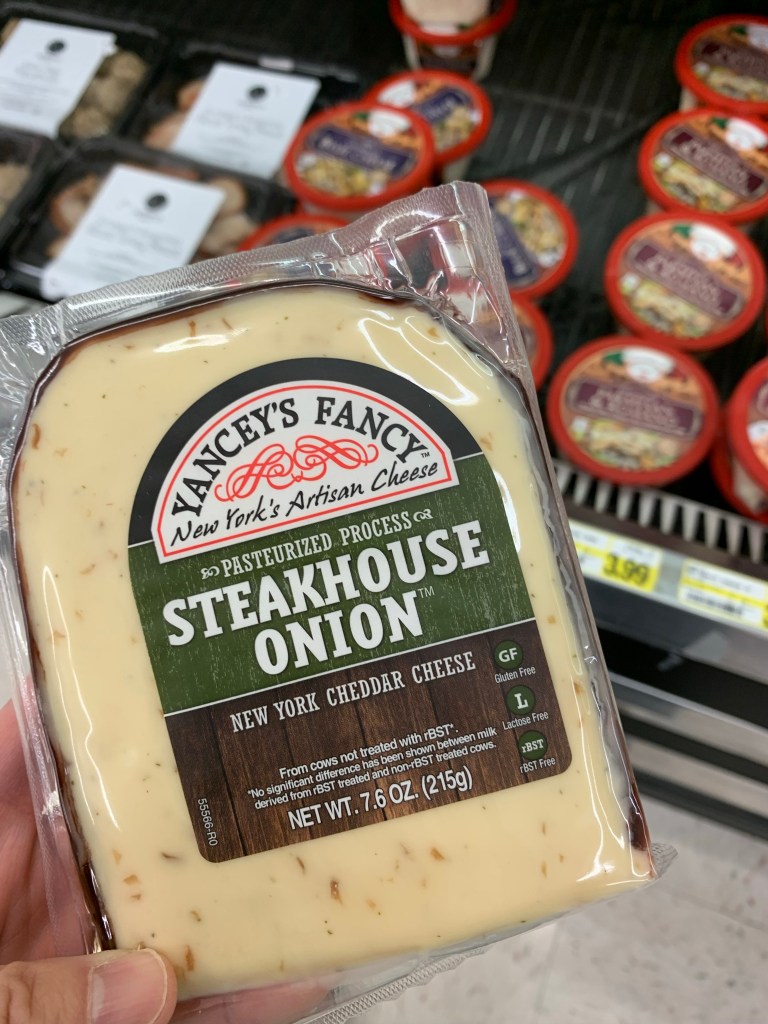 YANCEY'S FANCY™
New York's Artisan Cheese
PASTEURIZED PROCESS
STEAKHOUSE
ONION™
NEW YORK CHEDDAR CHEESE
GF
Gluten Free
L
Lactose Free
rBST
rBST Free
From cows not treated with rBST*.
*No significant difference has been shown between milk
derived from rBST treated and non-rBST treated cows.
NET WT. 7.6 OZ. (215g)
55566-R0
3.99